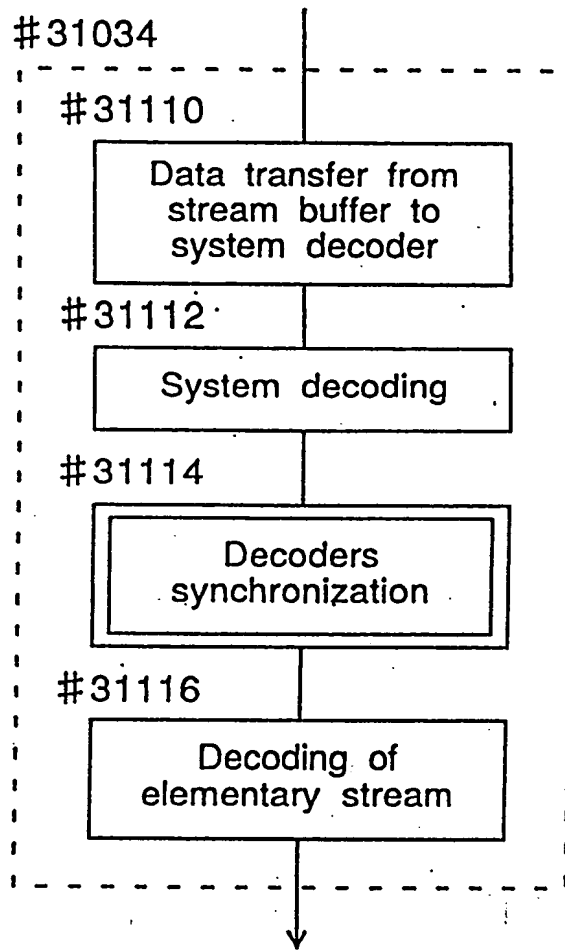 #31034
#31110
Data transfer from
stream buffer to
system decoder
#31112
System decoding
#31114
Decoders
synchronization
#31116
Decoding of
elementary stream